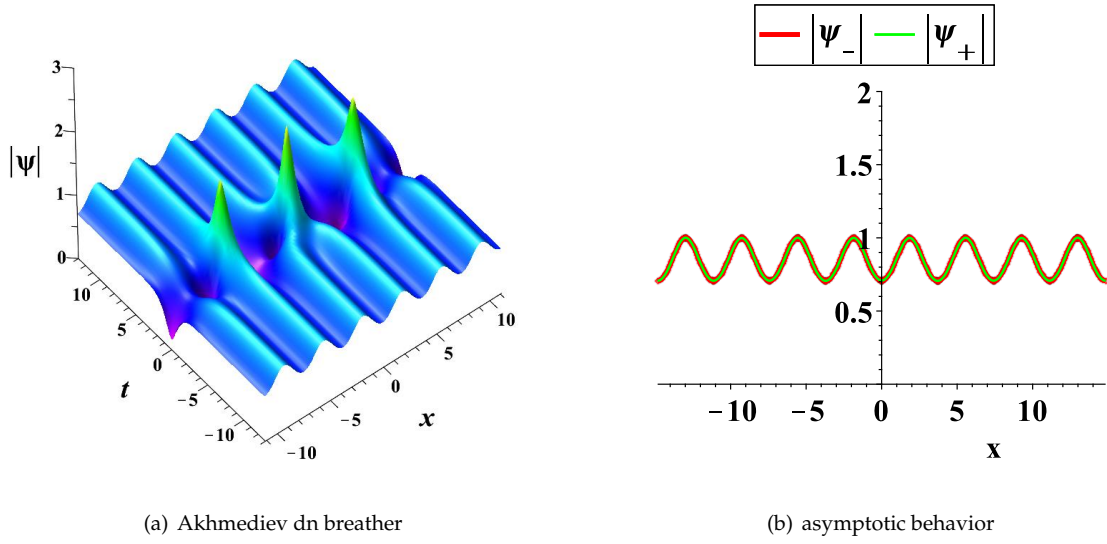 3
2
|ψ|
1
0
10
5
0
−5
−10
t
−10
−5
0
5
10
x
(a) Akhmediev dn breather
|ψ_-| |ψ_+|
2
1.5
1
0.5
−10 −5 0 5 10
x
(b) asymptotic behavior